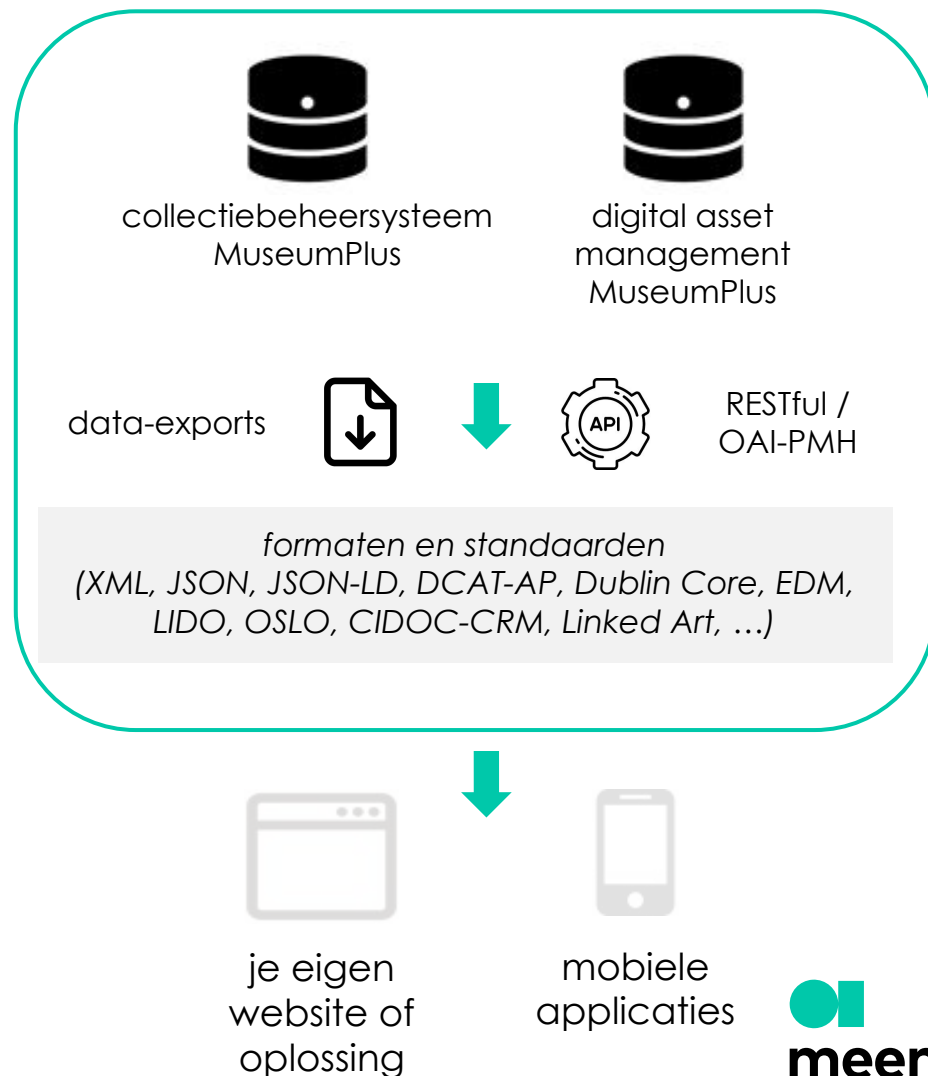 collectiebeheersysteem
MuseumPlus
digital asset
management
MuseumPlus
data-exports
API
RESTful /
OAI-PMH
formaten en standaarden
(XML, JSON, JSON-LD, DCAT-AP, Dublin Core, EDM,
LIDO, OSLO, CIDOC-CRM, Linked Art, …)
je eigen
website of
oplossing
mobiele
applicaties